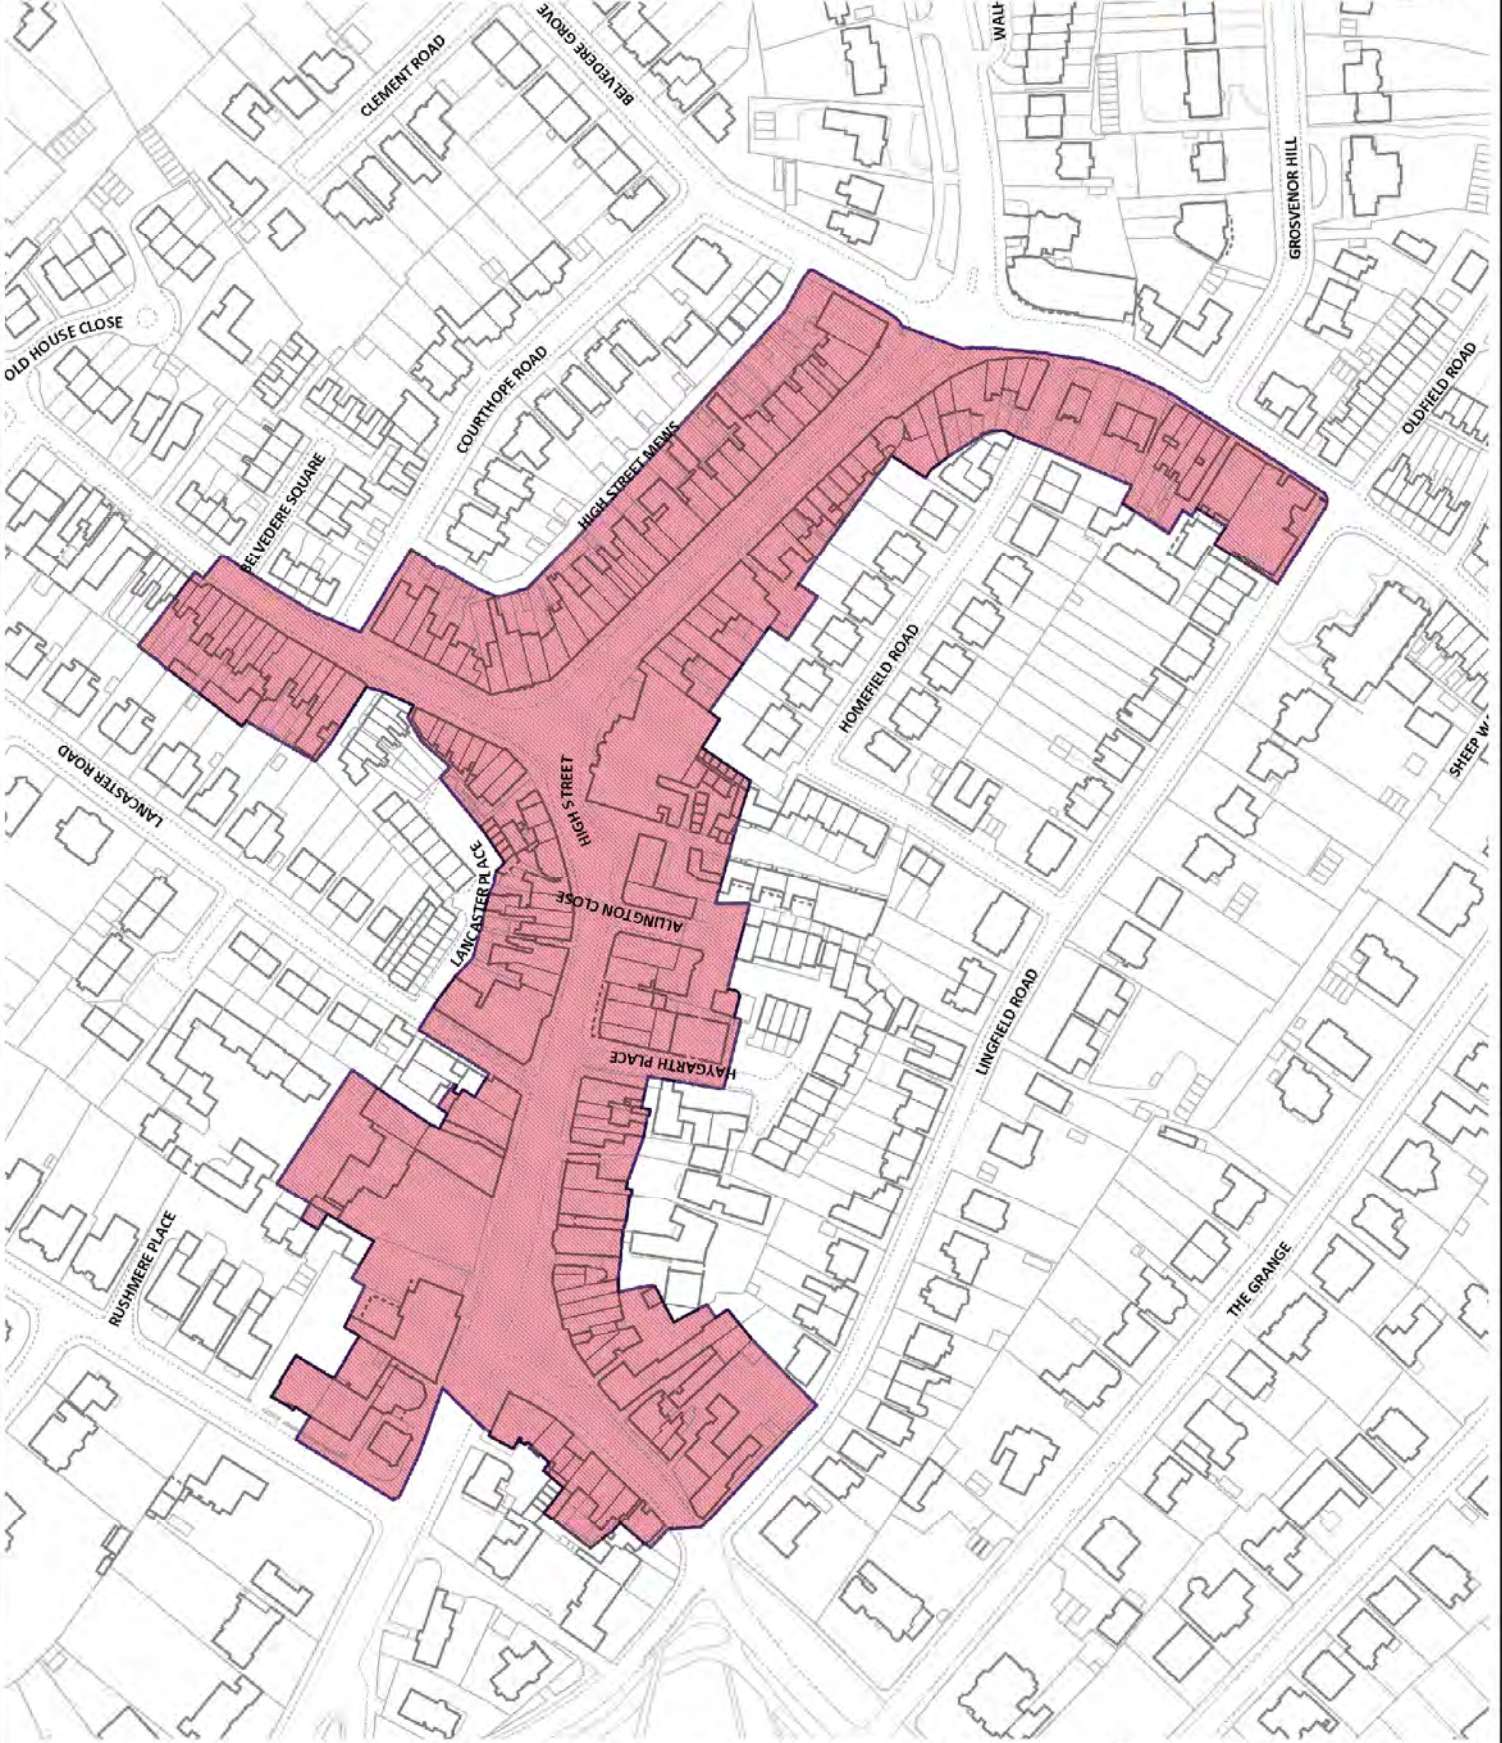 BELVEDERE GROVE
WALH
CLEMENT ROAD
GROSVENOR HILL
OLD HOUSE CLOSE
COURTHOPE ROAD
OLDFIELD ROAD
HIGH STREET MEWS
BELVEDERE SQUARE
HOMEFIELD ROAD
SHEEP W
LANCASTER ROAD
HIGH STREET
LANCASTER PLACE
ALLINGTON CLOSE
LINGFIELD ROAD
HAYGARTH PLACE
RUSHMERE PLACE
THE GRANGE